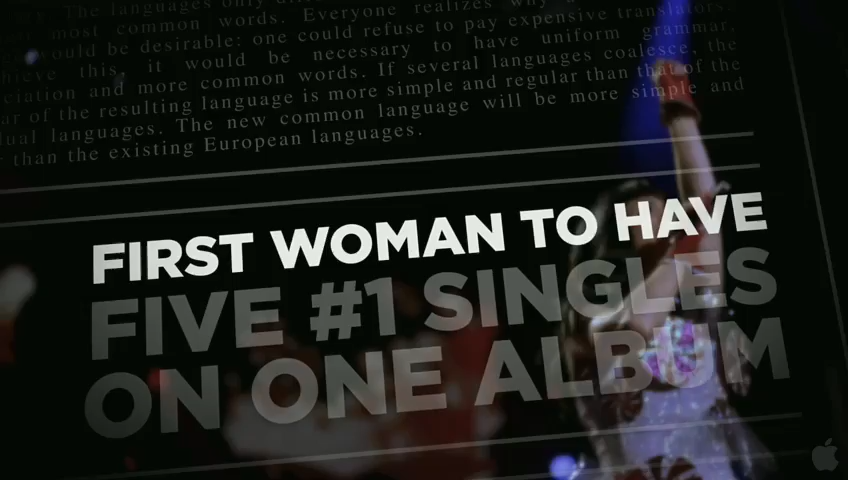 The languages only
most common words. Everyone realizes why a
would be desirable: one could refuse to pay expensive translators.
this, it would be necessary to have uniform grammar,
and more common words. If several languages coalesce, the
of the resulting language is more simple and regular than that of the
languages. The new common language will be more simple and
than the existing European languages.
FIRST WOMAN TO HAVE
FIVE #1 SINGLES
ON ONE ALBUM